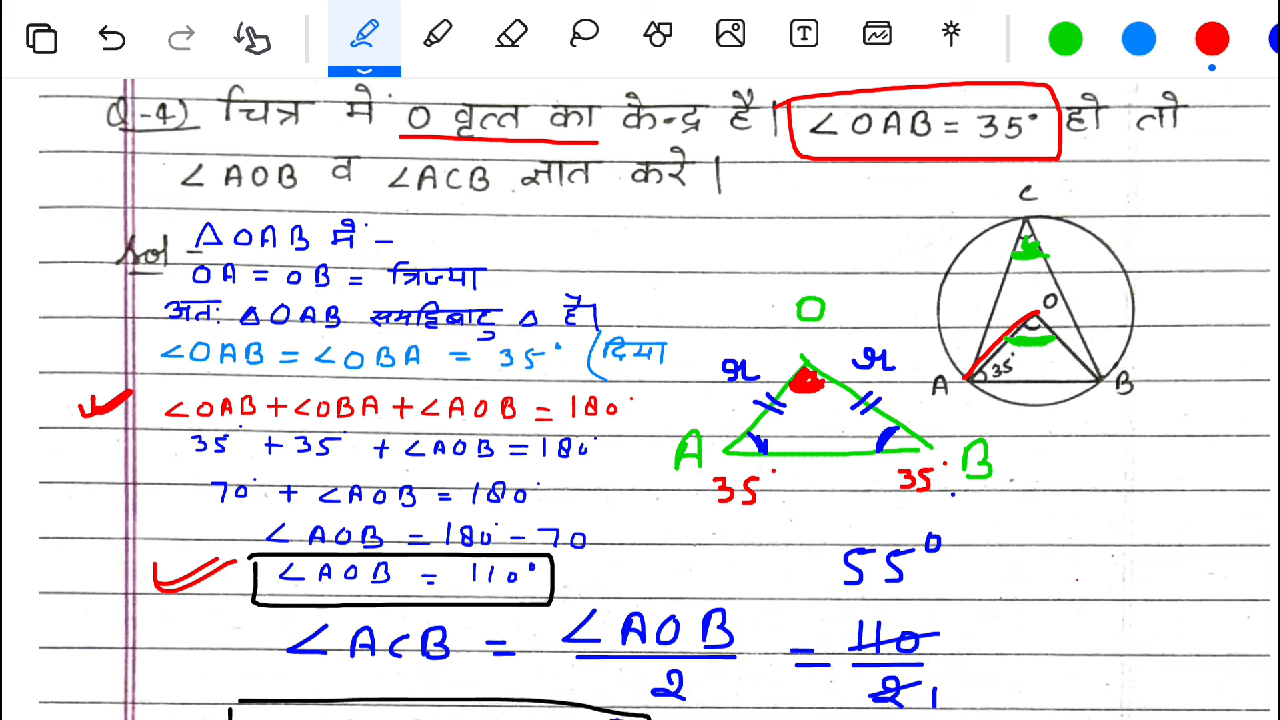 Q-4) चित्र में O वृत्त का केन्द्र है। ∠OAB = 35° हो तो
∠AOB व ∠ACB ज्ञात करे।
Sol - ΔOAB में -
OA = OB = त्रिज्या
अतः ΔOAB समद्विबाहु Δ है।
∠OAB = ∠OBA = 35° (दिया
∠OAB + ∠OBA + ∠AOB = 180°
35° + 35° + ∠AOB = 180°
70° + ∠AOB = 180°
∠AOB = 180° - 70
∠AOB = 110°
∠ACB = ∠AOB/2 = 110/2 1
55°
O
r r
A B
35° 35°
C
O
35°
A B
T